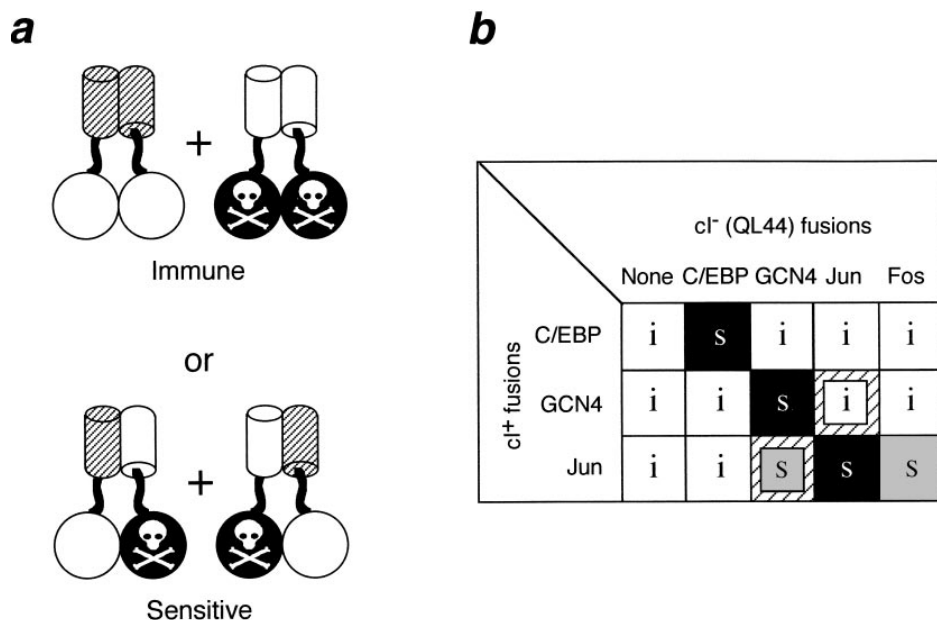 a
+
Immune
or
+
Sensitive
b
cI⁻ (QL44) fusions
None C/EBP GCN4 Jun Fos
cI⁺ fusions
C/EBP i s i i i
GCN4 i i s i i
Jun i i s s s